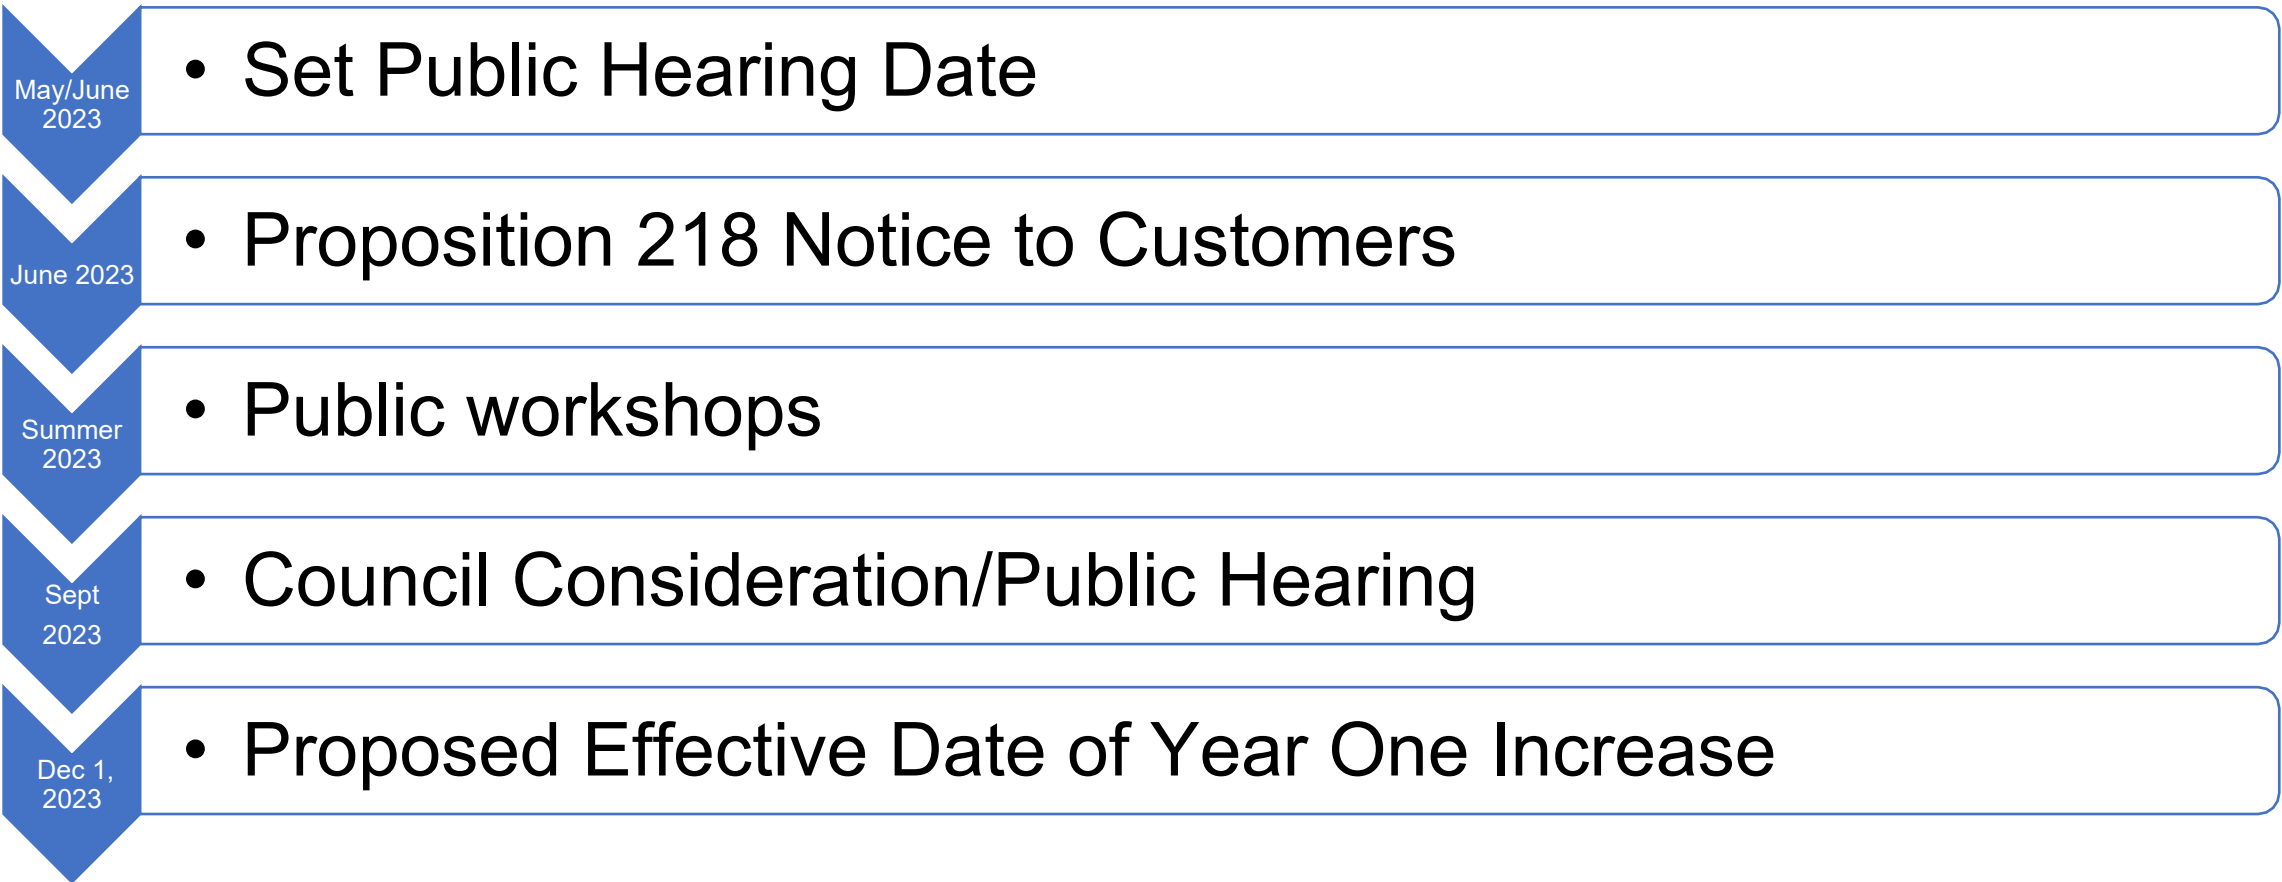 May/June
2023
• Set Public Hearing Date
June 2023
• Proposition 218 Notice to Customers
Summer
2023
• Public workshops
Sept
2023
• Council Consideration/Public Hearing
Dec 1,
2023
• Proposed Effective Date of Year One Increase